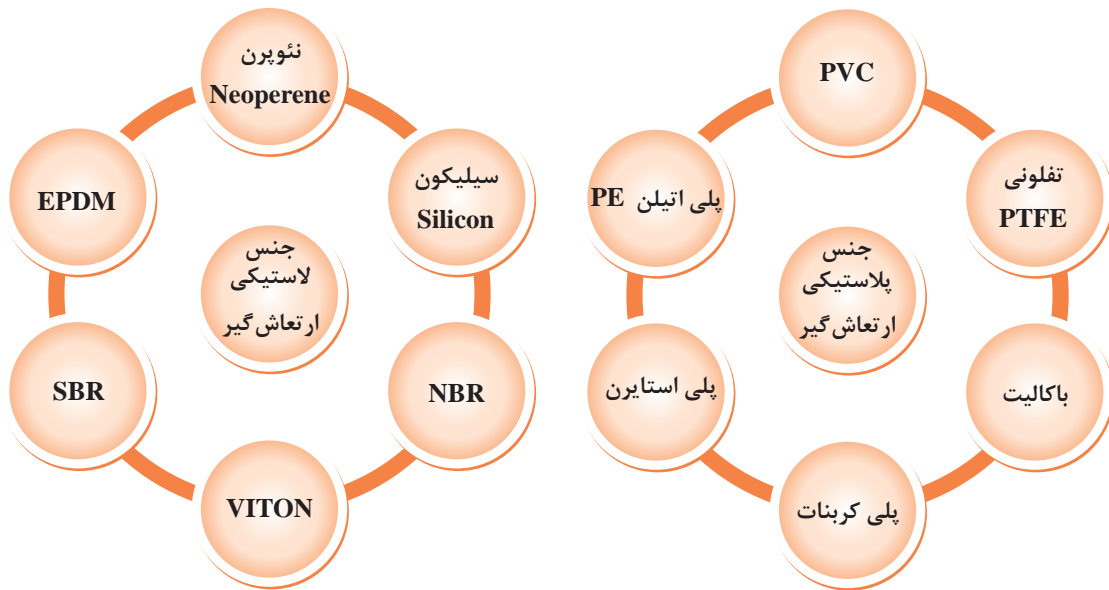 نئوپرن
Neoperene
سیلیکون
Silicon
NBR
VITON
SBR
EPDM
جنس
لاستیکی
ارتعاش‌گیر
PVC
تفلونی
PTFE
باکالیت
پلی کربنات
پلی استایرن
پلی اتیلن PE
جنس
پلاستیکی
ارتعاش‌گیر